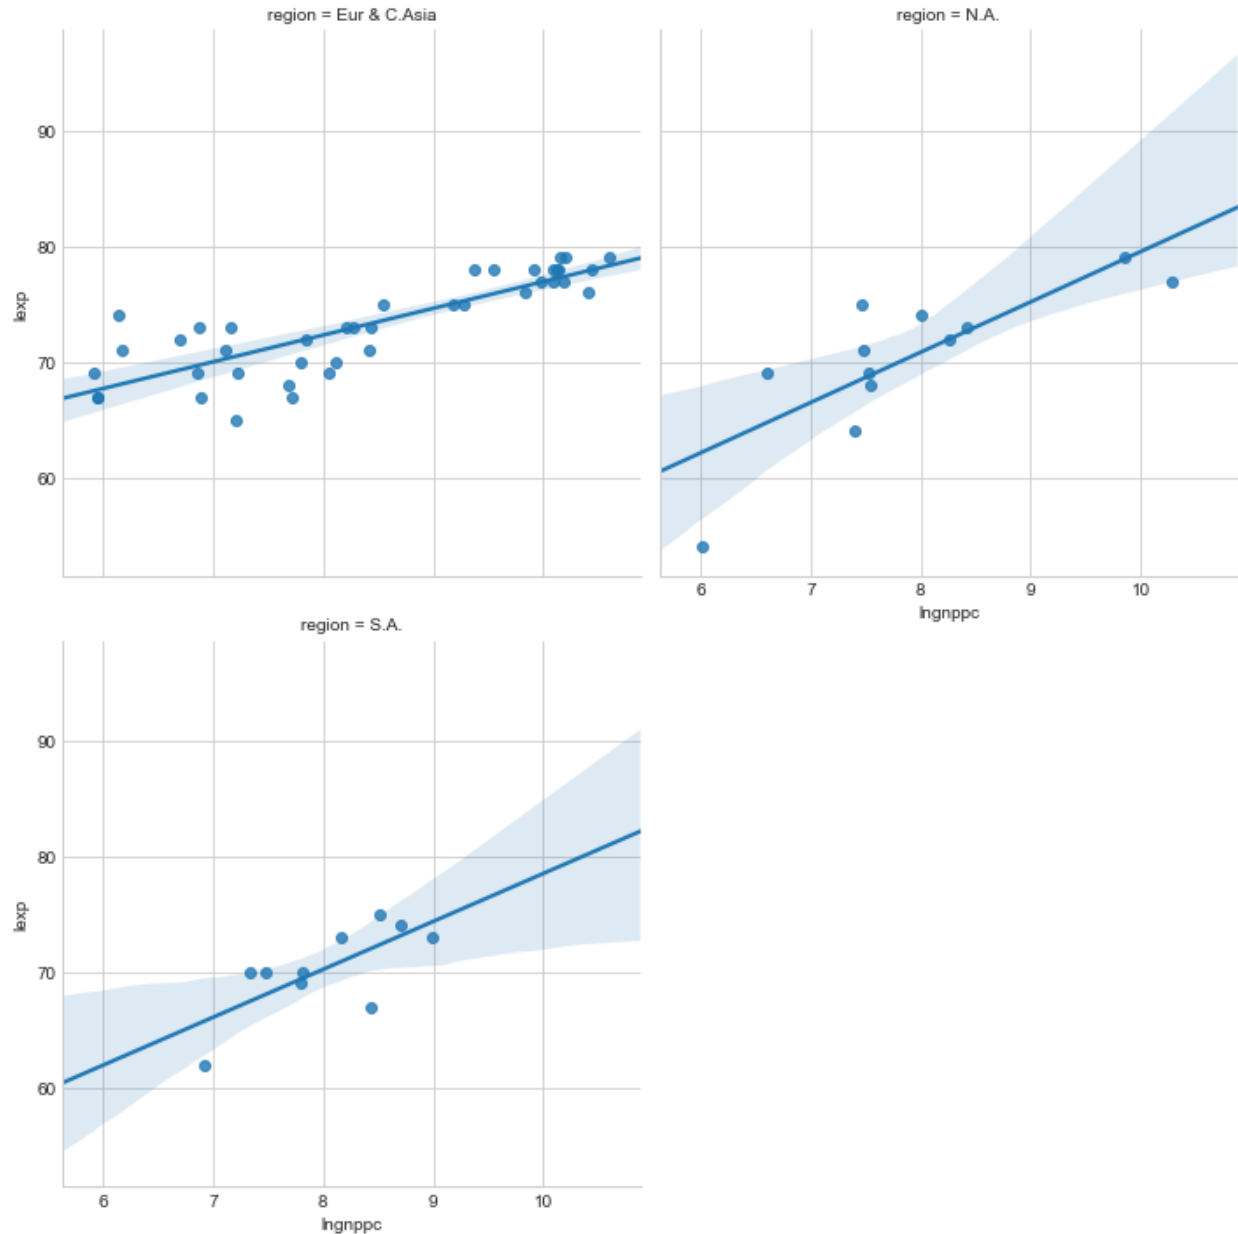 region = Eur & C.Asia
region = N.A.
90
80
70
60
lexp
6 7 8 9 10
lngnppc
region = S.A.
90
80
70
60
lexp
6 7 8 9 10
lngnppc